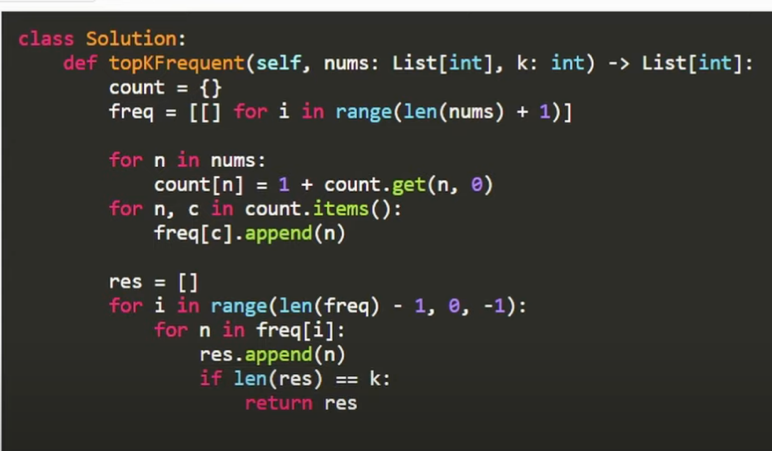 class Solution:
    def topKFrequent(self, nums: List[int], k: int) -> List[int]:
        count = {}
        freq = [[] for i in range(len(nums) + 1)]

        for n in nums:
            count[n] = 1 + count.get(n, 0)
        for n, c in count.items():
            freq[c].append(n)

        res = []
        for i in range(len(freq) - 1, 0, -1):
            for n in freq[i]:
                res.append(n)
                if len(res) == k:
                    return res